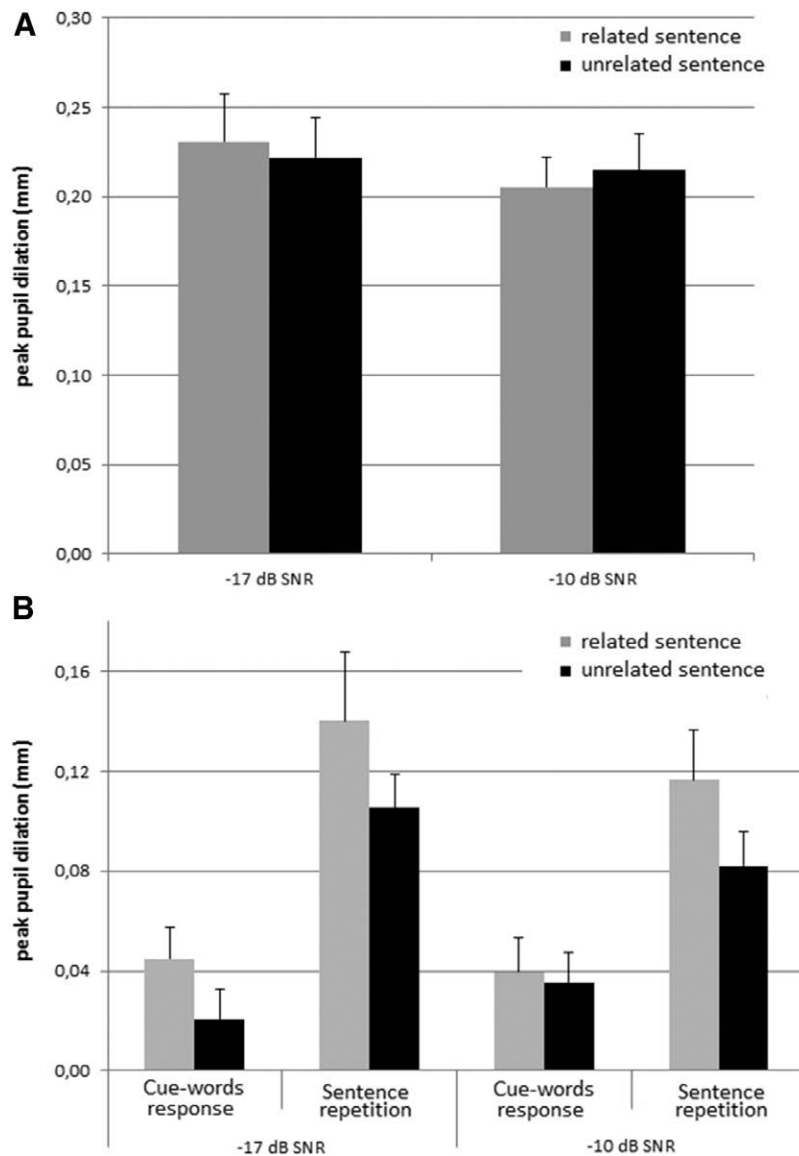 A
0,30
0,25
0,20
0,15
0,10
0,05
0,00
peak pupil dilation (mm)
related sentence
unrelated sentence
-17 dB SNR
-10 dB SNR
B
0,16
0,12
0,08
0,04
0,00
peak pupil dilation (mm)
related sentence
unrelated sentence
Cue-words
response
Sentence
repetition
Cue-words
response
Sentence
repetition
-17 dB SNR
-10 dB SNR